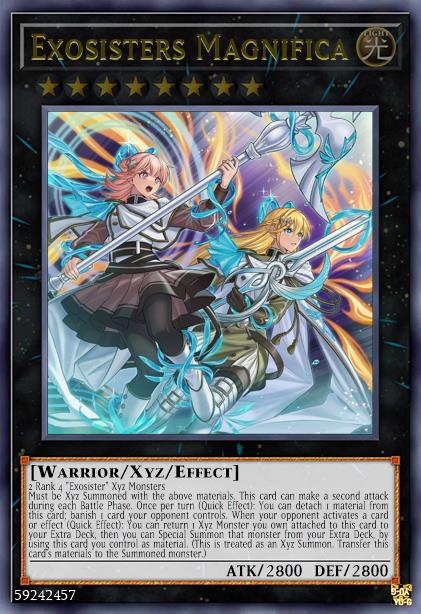 EXOSISTERS MAGNIFICA
LIGHT
光
[WARRIOR/XYZ/EFFECT]
2 Rank 4 "Exosister" Xyz Monsters
Must be Xyz Summoned with the above materials. This card can make a second attack
during each Battle Phase. Once per turn (Quick Effect): You can detach 1 material from
this card; banish 1 card your opponent controls. When your opponent activates a card
or effect (Quick Effect): You can return 1 Xyz Monster you own attached to this card to
your Extra Deck, then you can Special Summon that monster from your Extra Deck, by
using this card you control as material. (This is treated as an Xyz Summon. Transfer this
card's materials to the Summoned monster.)
ATK/2800 DEF/2800
59242457